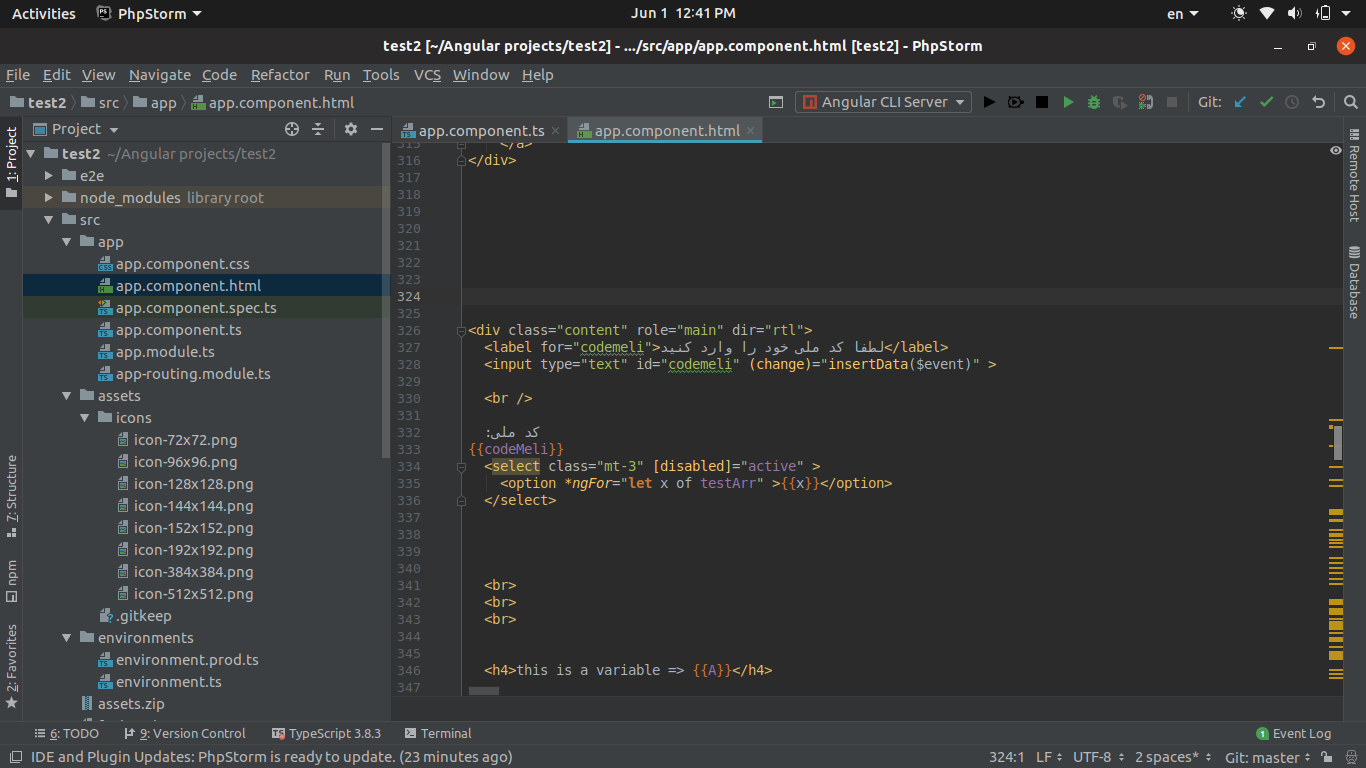 Activities PhpStorm Jun 1 12:41 PM en
test2 [~/Angular projects/test2] - .../src/app/app.component.html [test2] - PhpStorm
File Edit View Navigate Code Refactor Run Tools VCS Window Help
test2 src app app.component.html Angular CLI Server Git:
1: Project
7: Structure
npm
2: Favorites
Project
test2 ~/Angular projects/test2
e2e
node_modules library root
src
app
app.component.css
app.component.html
app.component.spec.ts
app.component.ts
app.module.ts
app-routing.module.ts
assets
icons
icon-72x72.png
icon-96x96.png
icon-128x128.png
icon-144x144.png
icon-152x152.png
icon-192x192.png
icon-384x384.png
icon-512x512.png
.gitkeep
environments
environment.prod.ts
environment.ts
assets.zip
app.component.ts app.component.html
315 </a>
316 </div>
317
318
319
320
321
322
323
324
325
326 <div class="content" role="main" dir="rtl">
327 <label for="codemeli">لطفا کد ملی خود را وارد کنید</label>
328 <input type="text" id="codemeli" (change)="insertData($event)" >
329
330 <br />
331
332 کد ملی:
333 {{codeMeli}}
334 <select class="mt-3" [disabled]="active" >
335 <option *ngFor="let x of testArr" >{{x}}</option>
336 </select>
337
338
339
340
341 <br>
342 <br>
343 <br>
344
345
346 <h4>this is a variable => {{A}}</h4>
347
Remote Host
Database
6: TODO 9: Version Control TypeScript 3.8.3 Terminal 1 Event Log
IDE and Plugin Updates: PhpStorm is ready to update. (23 minutes ago) 324:1 LF UTF-8 2 spaces* Git: master